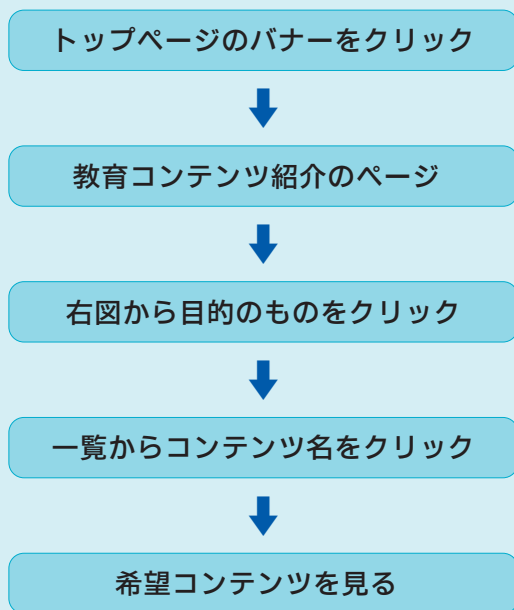 トップページのバナーをクリック
教育コンテンツ紹介のページ
右図から目的のものをクリック
一覧からコンテンツ名をクリック
希望コンテンツを見る